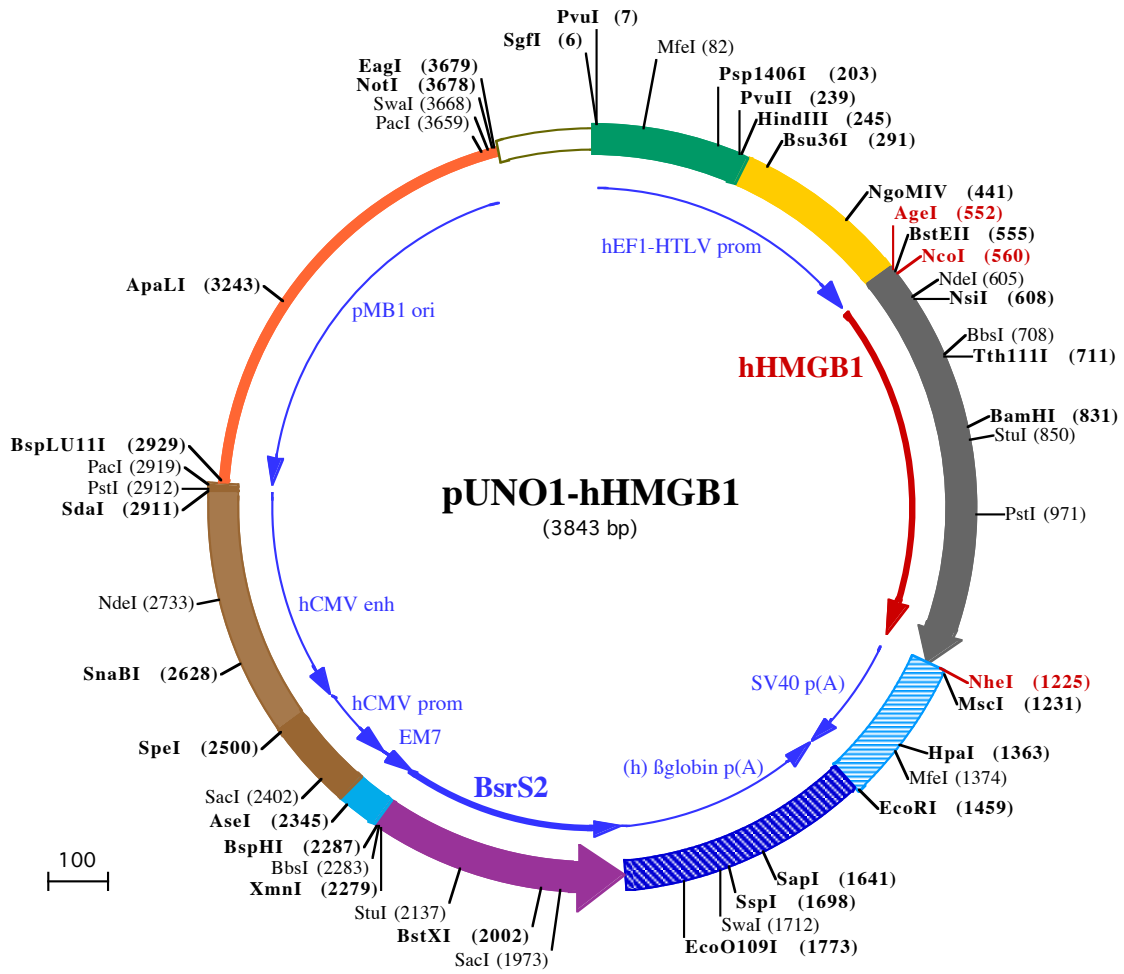 PvuI (7)
SgfI (6)
MfeI (82)
EagI (3679)
Psp1406I (203)
NotI (3678)
PvuII (239)
SwaI (3668)
HindIII (245)
PacI (3659)
Bsu36I (291)
NgoMIV (441)
AgeI (552)
BstEII (555)
hEF1-HTLV prom
NcoI (560)
NdeI (605)
ApaLI (3243)
NsiI (608)
pMB1 ori
BbsI (708)
Tth111I (711)
hHMGB1
BamHI (831)
StuI (850)
BspLU11I (2929)
PacI (2919)
PstI (2912)
SdaI (2911)
pUNO1-hHMGB1
(3843 bp)
PstI (971)
NdeI (2733)
hCMV enh
SnaBI (2628)
SV40 p(A)
NheI (1225)
MscI (1231)
hCMV prom
SpeI (2500)
EM7
HpaI (1363)
(h) ßglobin p(A)
MfeI (1374)
BsrS2
SacI (2402)
EcoRI (1459)
AseI (2345)
BspHI (2287)
BbsI (2283)
XmnI (2279)
100
SapI (1641)
SspI (1698)
StuI (2137)
SwaI (1712)
BstXI (2002)
EcoO109I (1773)
SacI (1973)